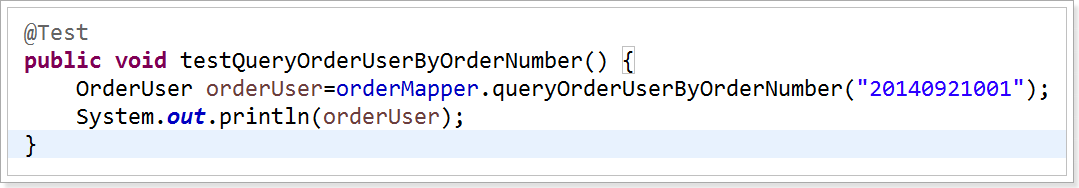 @Test
public void testQueryOrderUserByOrderNumber() {
    OrderUser orderUser=orderMapper.queryOrderUserByOrderNumber("20140921001");
    System.out.println(orderUser);
}